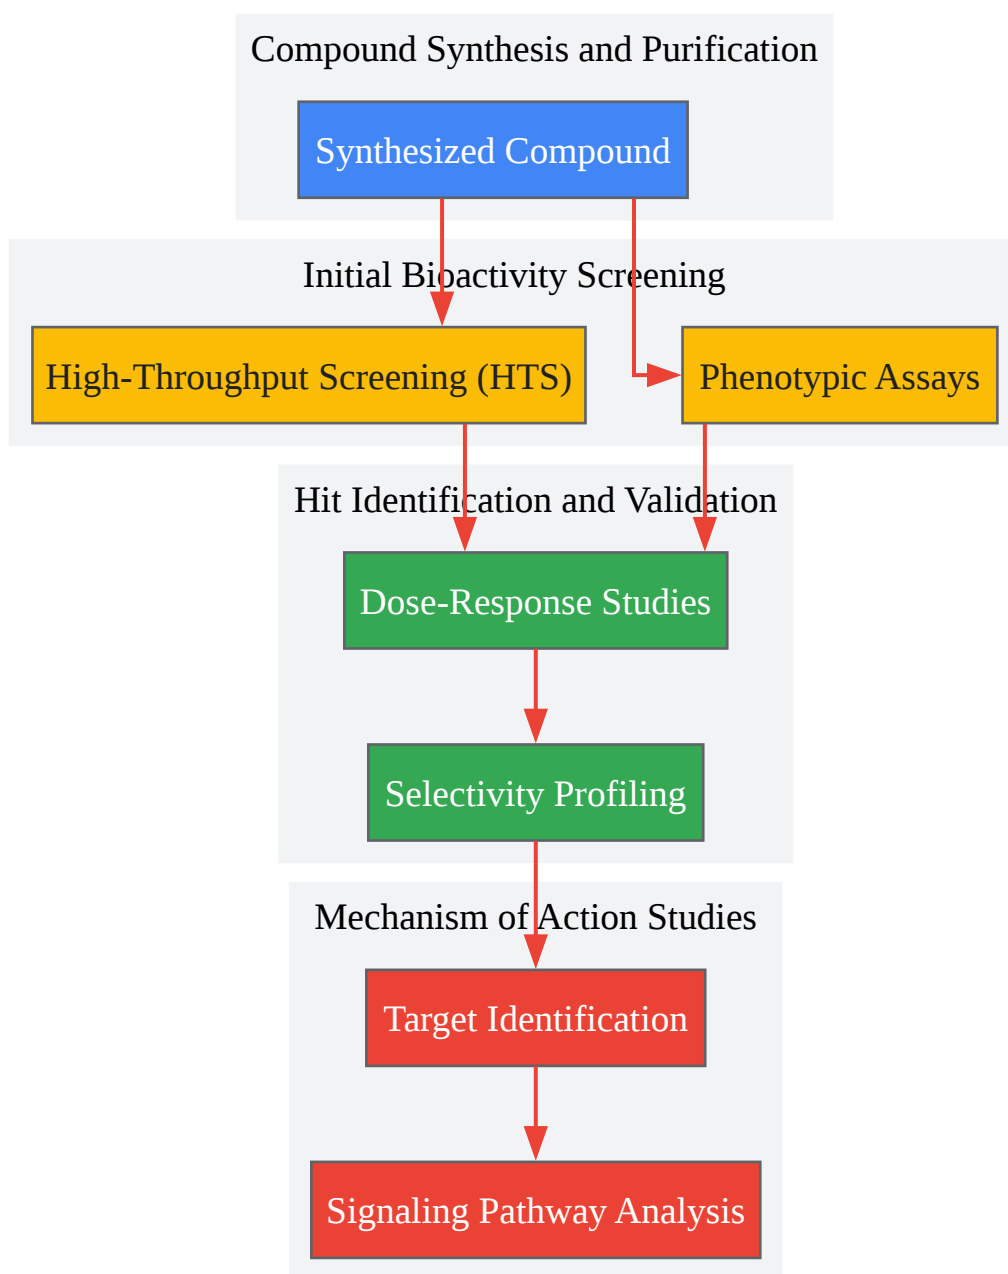 Compound Synthesis and Purification
Synthesized Compound
Initial Bioactivity Screening
High-Throughput Screening (HTS)
Phenotypic Assays
Hit Identification and Validation
Dose-Response Studies
Selectivity Profiling
Mechanism of Action Studies
Target Identification
Signaling Pathway Analysis